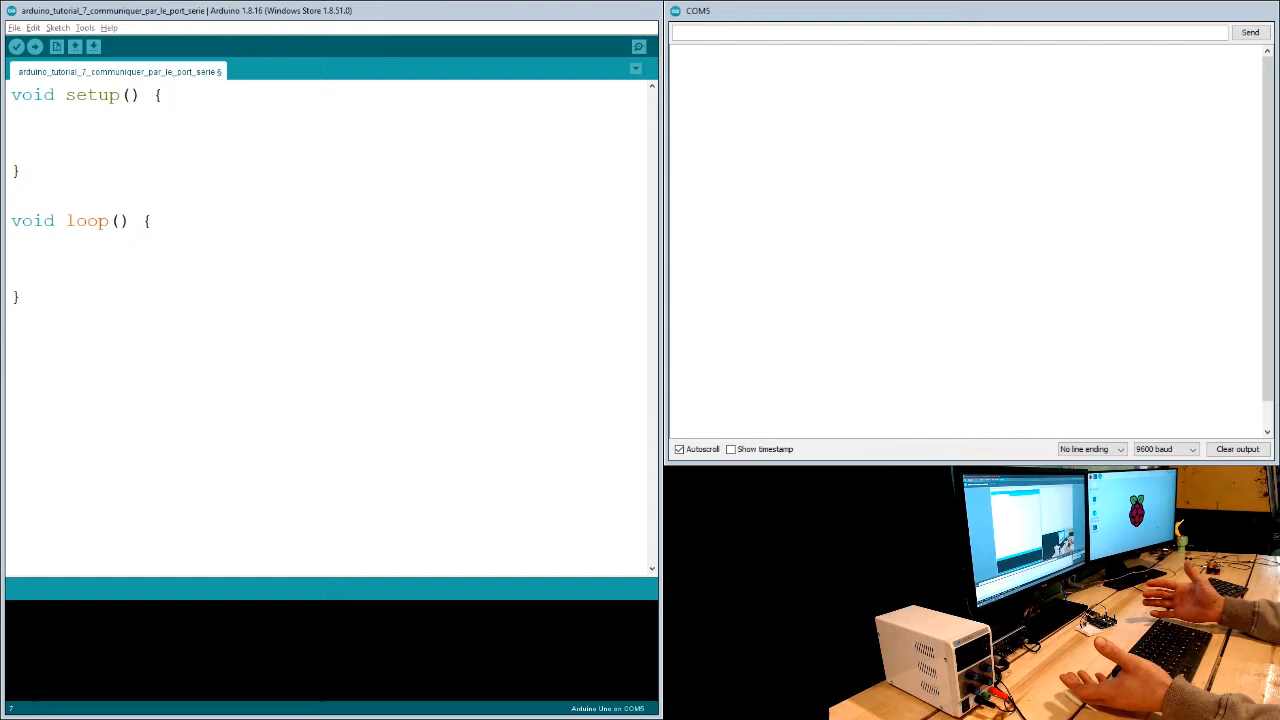 arduino_tutorial_7_communiquer_par_le_port_serie | Arduino 1.8.16 (Windows Store 1.8.51.0)
File Edit Sketch Tools Help
arduino_tutorial_7_communiquer_par_le_port_serie §
void setup() {
}
void loop() {
}
7
Arduino Uno on COM5
COM5
Send
Autoscroll
Show timestamp
No line ending
9600 baud
Clear output